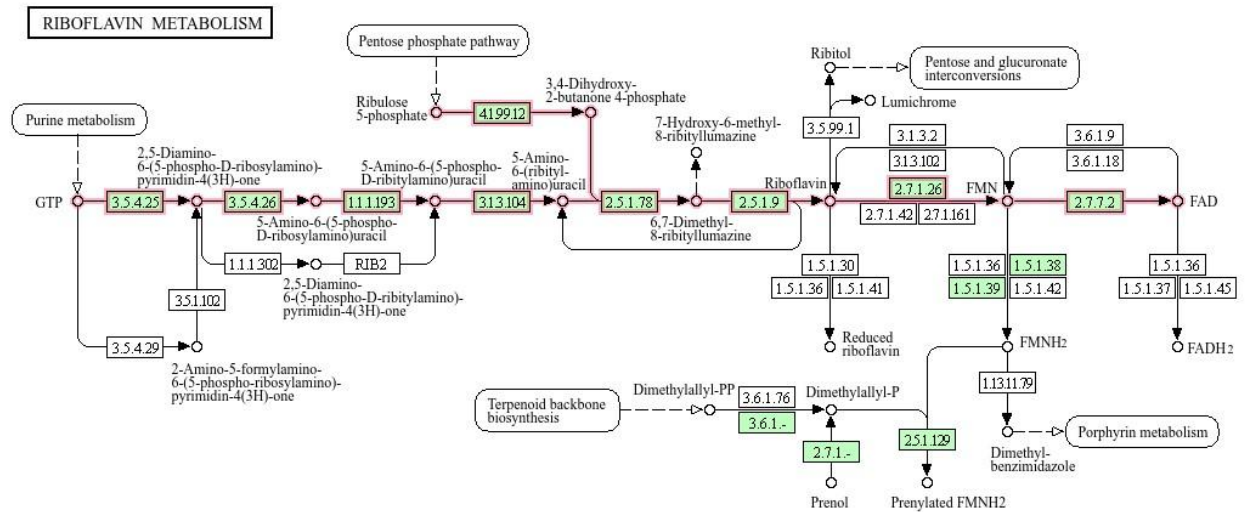 RIBOFLAVIN METABOLISM
Pentose phosphate pathway
Ribitol
Pentose and glucuronate
interconversions
Purine metabolism
Ribulose
5-phosphate
4.1.99.12
3,4-Dihydroxy-
2-butanone 4-phosphate
Lumichrome
7-Hydroxy-6-methyl-
8-ribityllumazine
3.5.99.1
3.1.3.2
3.1.3.102
3.6.1.9
3.6.1.18
2,5-Diamino-
6-(5-phospho-D-ribosylamino)-
pyrimidin-4(3H)-one
5-Amino-6-(5-phospho-
D-ribitylamino)uracil
5-Amino-
6-(ribityl-
amino)uracil
Riboflavin
2.7.1.26
FMN
GTP
3.5.4.25
3.5.4.26
1.1.1.193
3.1.3.104
2.5.1.78
2.5.1.9
2.7.7.2
FAD
2.7.1.42
2.7.1.161
5-Amino-6-(5-phospho-
D-ribosylamino)uracil
6,7-Dimethyl-
8-ribityllumazine
1.1.1.302
RIB2
2,5-Diamino-
6-(5-phospho-D-ribitylamino)-
pyrimidin-4(3H)-one
3.5.1.102
1.5.1.30
1.5.1.36
1.5.1.41
1.5.1.36
1.5.1.38
1.5.1.39
1.5.1.42
1.5.1.36
1.5.1.37
1.5.1.45
3.5.4.29
2-Amino-5-formylamino-
6-(5-phospho-ribosylamino)-
pyrimidin-4(3H)-one
Reduced
riboflavin
FMNH2
FADH2
1.13.11.79
Terpenoid backbone
biosynthesis
Dimethylallyl-PP
3.6.1.76
3.6.1.-
Dimethylallyl-P
2.7.1.-
2.5.1.129
Porphyrin metabolism
Dimethyl-
benzimidazole
Prenol
Prenylated FMNH2